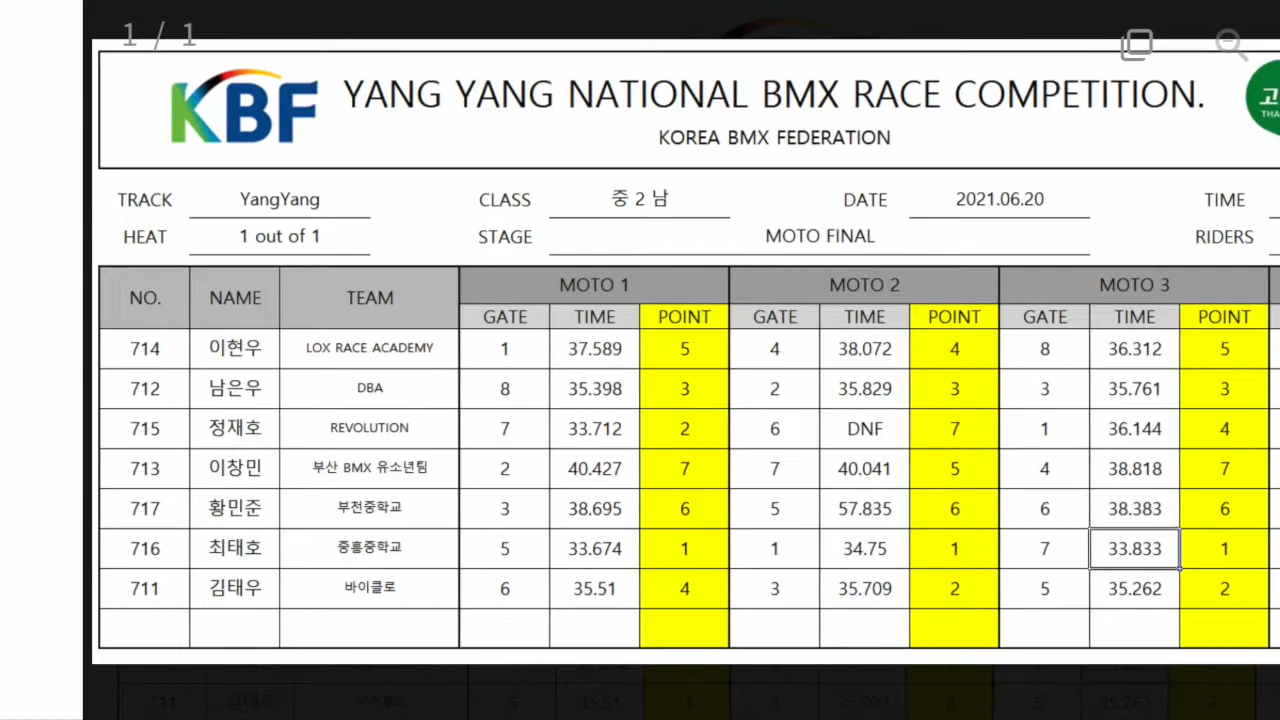 1 / 1
KBF
YANG YANG NATIONAL BMX RACE COMPETITION.
KOREA BMX FEDERATION
TRACK YangYang CLASS 중 2 남 DATE 2021.06.20 TIME
HEAT 1 out of 1 STAGE MOTO FINAL RIDERS
NO. NAME TEAM MOTO 1 MOTO 2 MOTO 3
GATE TIME POINT GATE TIME POINT GATE TIME POINT
714 이현우 LOX RACE ACADEMY 1 37.589 5 4 38.072 4 8 36.312 5
712 남은우 DBA 8 35.398 3 2 35.829 3 3 35.761 3
715 정재호 REVOLUTION 7 33.712 2 6 DNF 7 1 36.144 4
713 이창민 부산 BMX 유소년팀 2 40.427 7 7 40.041 5 4 38.818 7
717 황민준 부천중학교 3 38.695 6 5 57.835 6 6 38.383 6
716 최태호 중흥중학교 5 33.674 1 1 34.75 1 7 33.833 1
711 김태우 바이클로 6 35.51 4 3 35.709 2 5 35.262 2